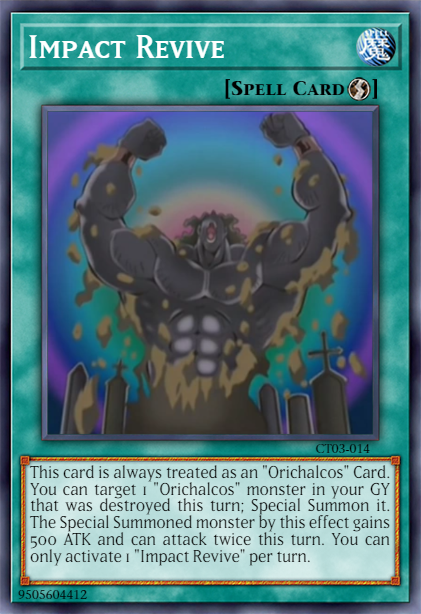 Impact Revive
魔
[Spell Card]
CT03-014
This card is always treated as an "Orichalcos" Card.
You can target 1 "Orichalcos" monster in your GY
that was destroyed this turn; Special Summon it.
The Special Summoned monster by this effect gains
500 ATK and can attack twice this turn. You can
only activate 1 "Impact Revive" per turn.
9505604412